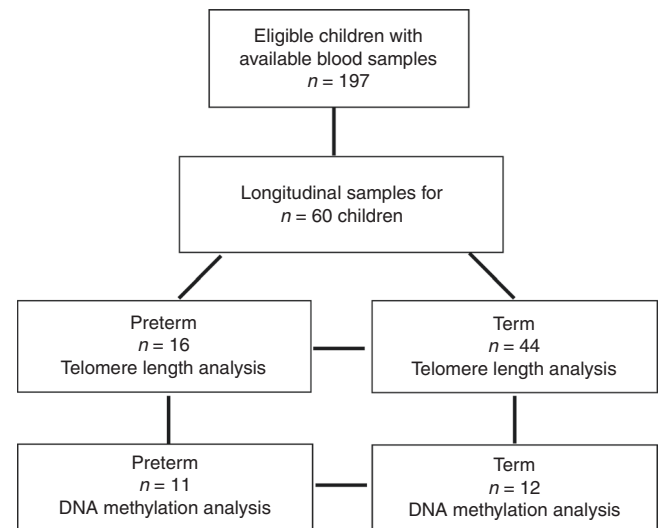 Eligible children with
available blood samples
n = 197
Longitudinal samples for
n = 60 children
Preterm
n = 16
Telomere length analysis
Term
n = 44
Telomere length analysis
Preterm
n = 11
DNA methylation analysis
Term
n = 12
DNA methylation analysis